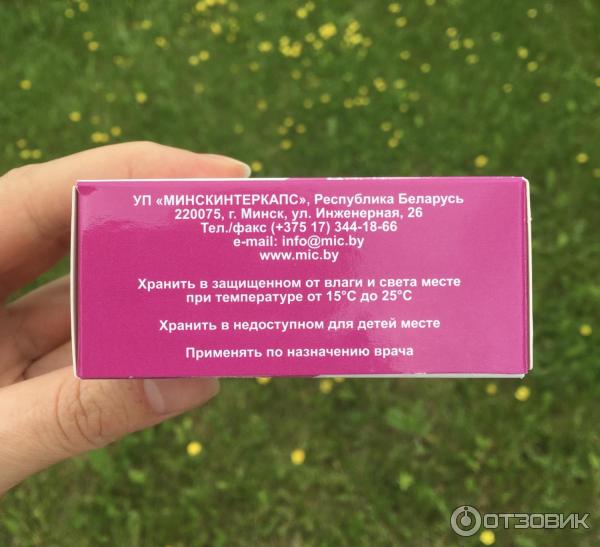 УП «МИНСКИНТЕРКАПС», Республика Беларусь
220075, г. Минск, ул. Инженерная, 26
Тел./факс (+375 17) 344-18-66
e-mail: info@mic.by
www.mic.by
Хранить в защищенном от влаги и света месте
при температуре от 15°С до 25°С
Хранить в недоступном для детей месте
Применять по назначению врача
ОТЗОВИК